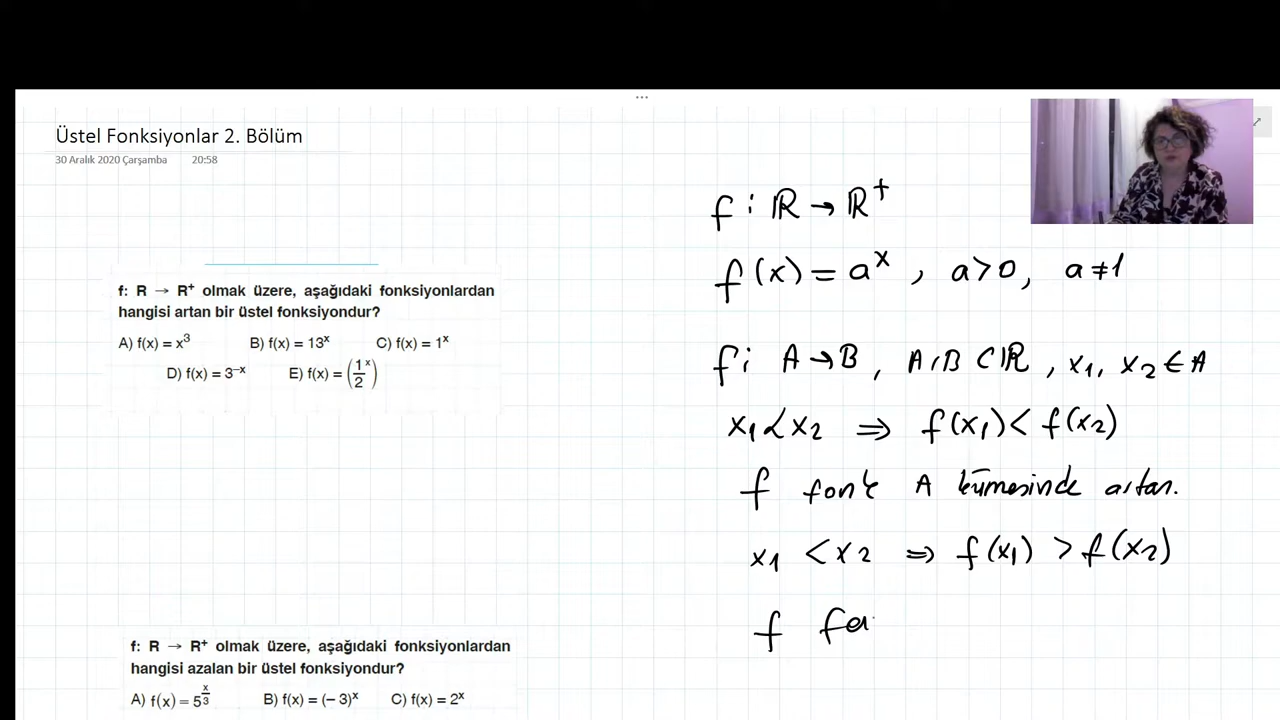 Üstel Fonksiyonlar 2. Bölüm
30 Aralık 2020 Çarşamba 20:58
f: R → R⁺ olmak üzere, aşağıdaki fonksiyonlardan
hangisi artan bir üstel fonksiyondur?
A) f(x) = x³ B) f(x) = 13ˣ C) f(x) = 1ˣ
D) f(x) = 3⁻ˣ E) f(x) = (1/2)ˣ
f: R → R⁺ olmak üzere, aşağıdaki fonksiyonlardan
hangisi azalan bir üstel fonksiyondur?
A) f(x) = 5^(x/3) B) f(x) = (– 3)ˣ C) f(x) = 2ˣ
f : ℝ → ℝ⁺
f(x) = aˣ , a>0, a≠1
f: A → B , A,B ⊂ ℝ , x₁, x₂ ∈ A
x₁ < x₂ ⇒ f(x₁) < f(x₂)
f fonk A kümesinde artan.
x₁ < x₂ ⇒ f(x₁) > f(x₂)
f